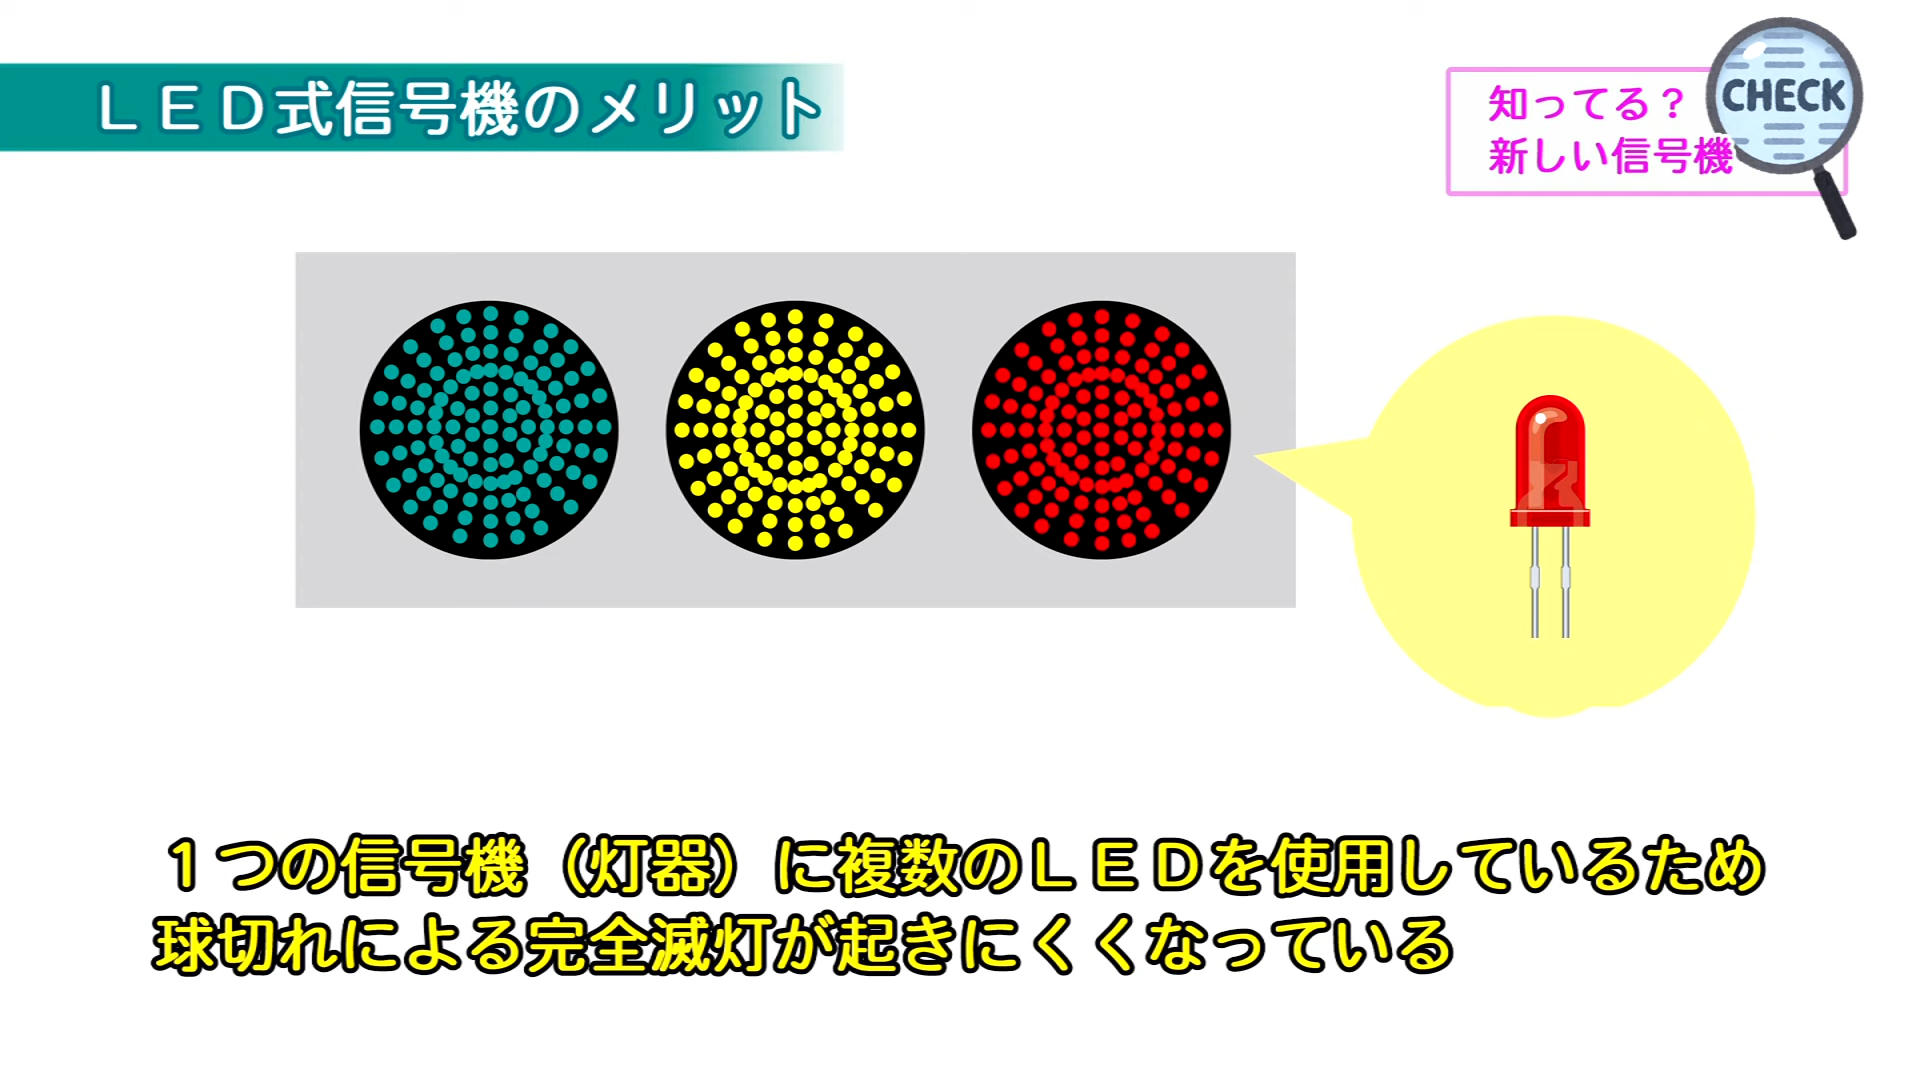 ＬＥＤ式信号機のメリット
知ってる？
新しい信号機
CHECK
１つの信号機（灯器）に複数のＬＥＤを使用しているため
球切れによる完全滅灯が起きにくくなっている